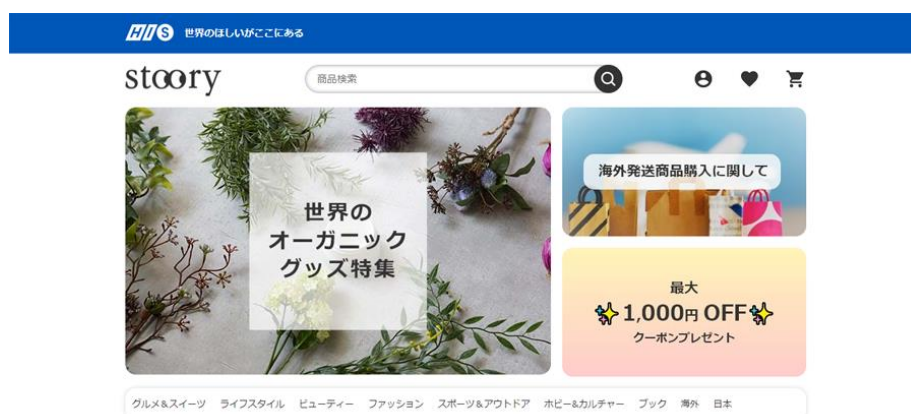 HIS 世界のほしいがここにある
stoory
商品検索
世界の
オーガニック
グッズ特集
海外発送商品購入に関して
最大
1,000円 OFF
クーポンプレゼント
グルメ&スイーツ ライフスタイル ビューティー ファッション スポーツ&アウトドア ホビー&カルチャー ブック 海外 日本